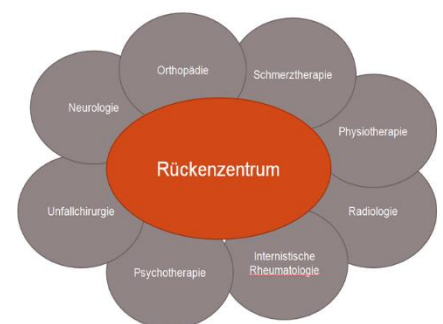 Orthopädie
Schmerztherapie
Neurologie
Physiotherapie
Rückenzentrum
Unfallchirurgie
Radiologie
Internistische
Rheumatologie
Psychotherapie